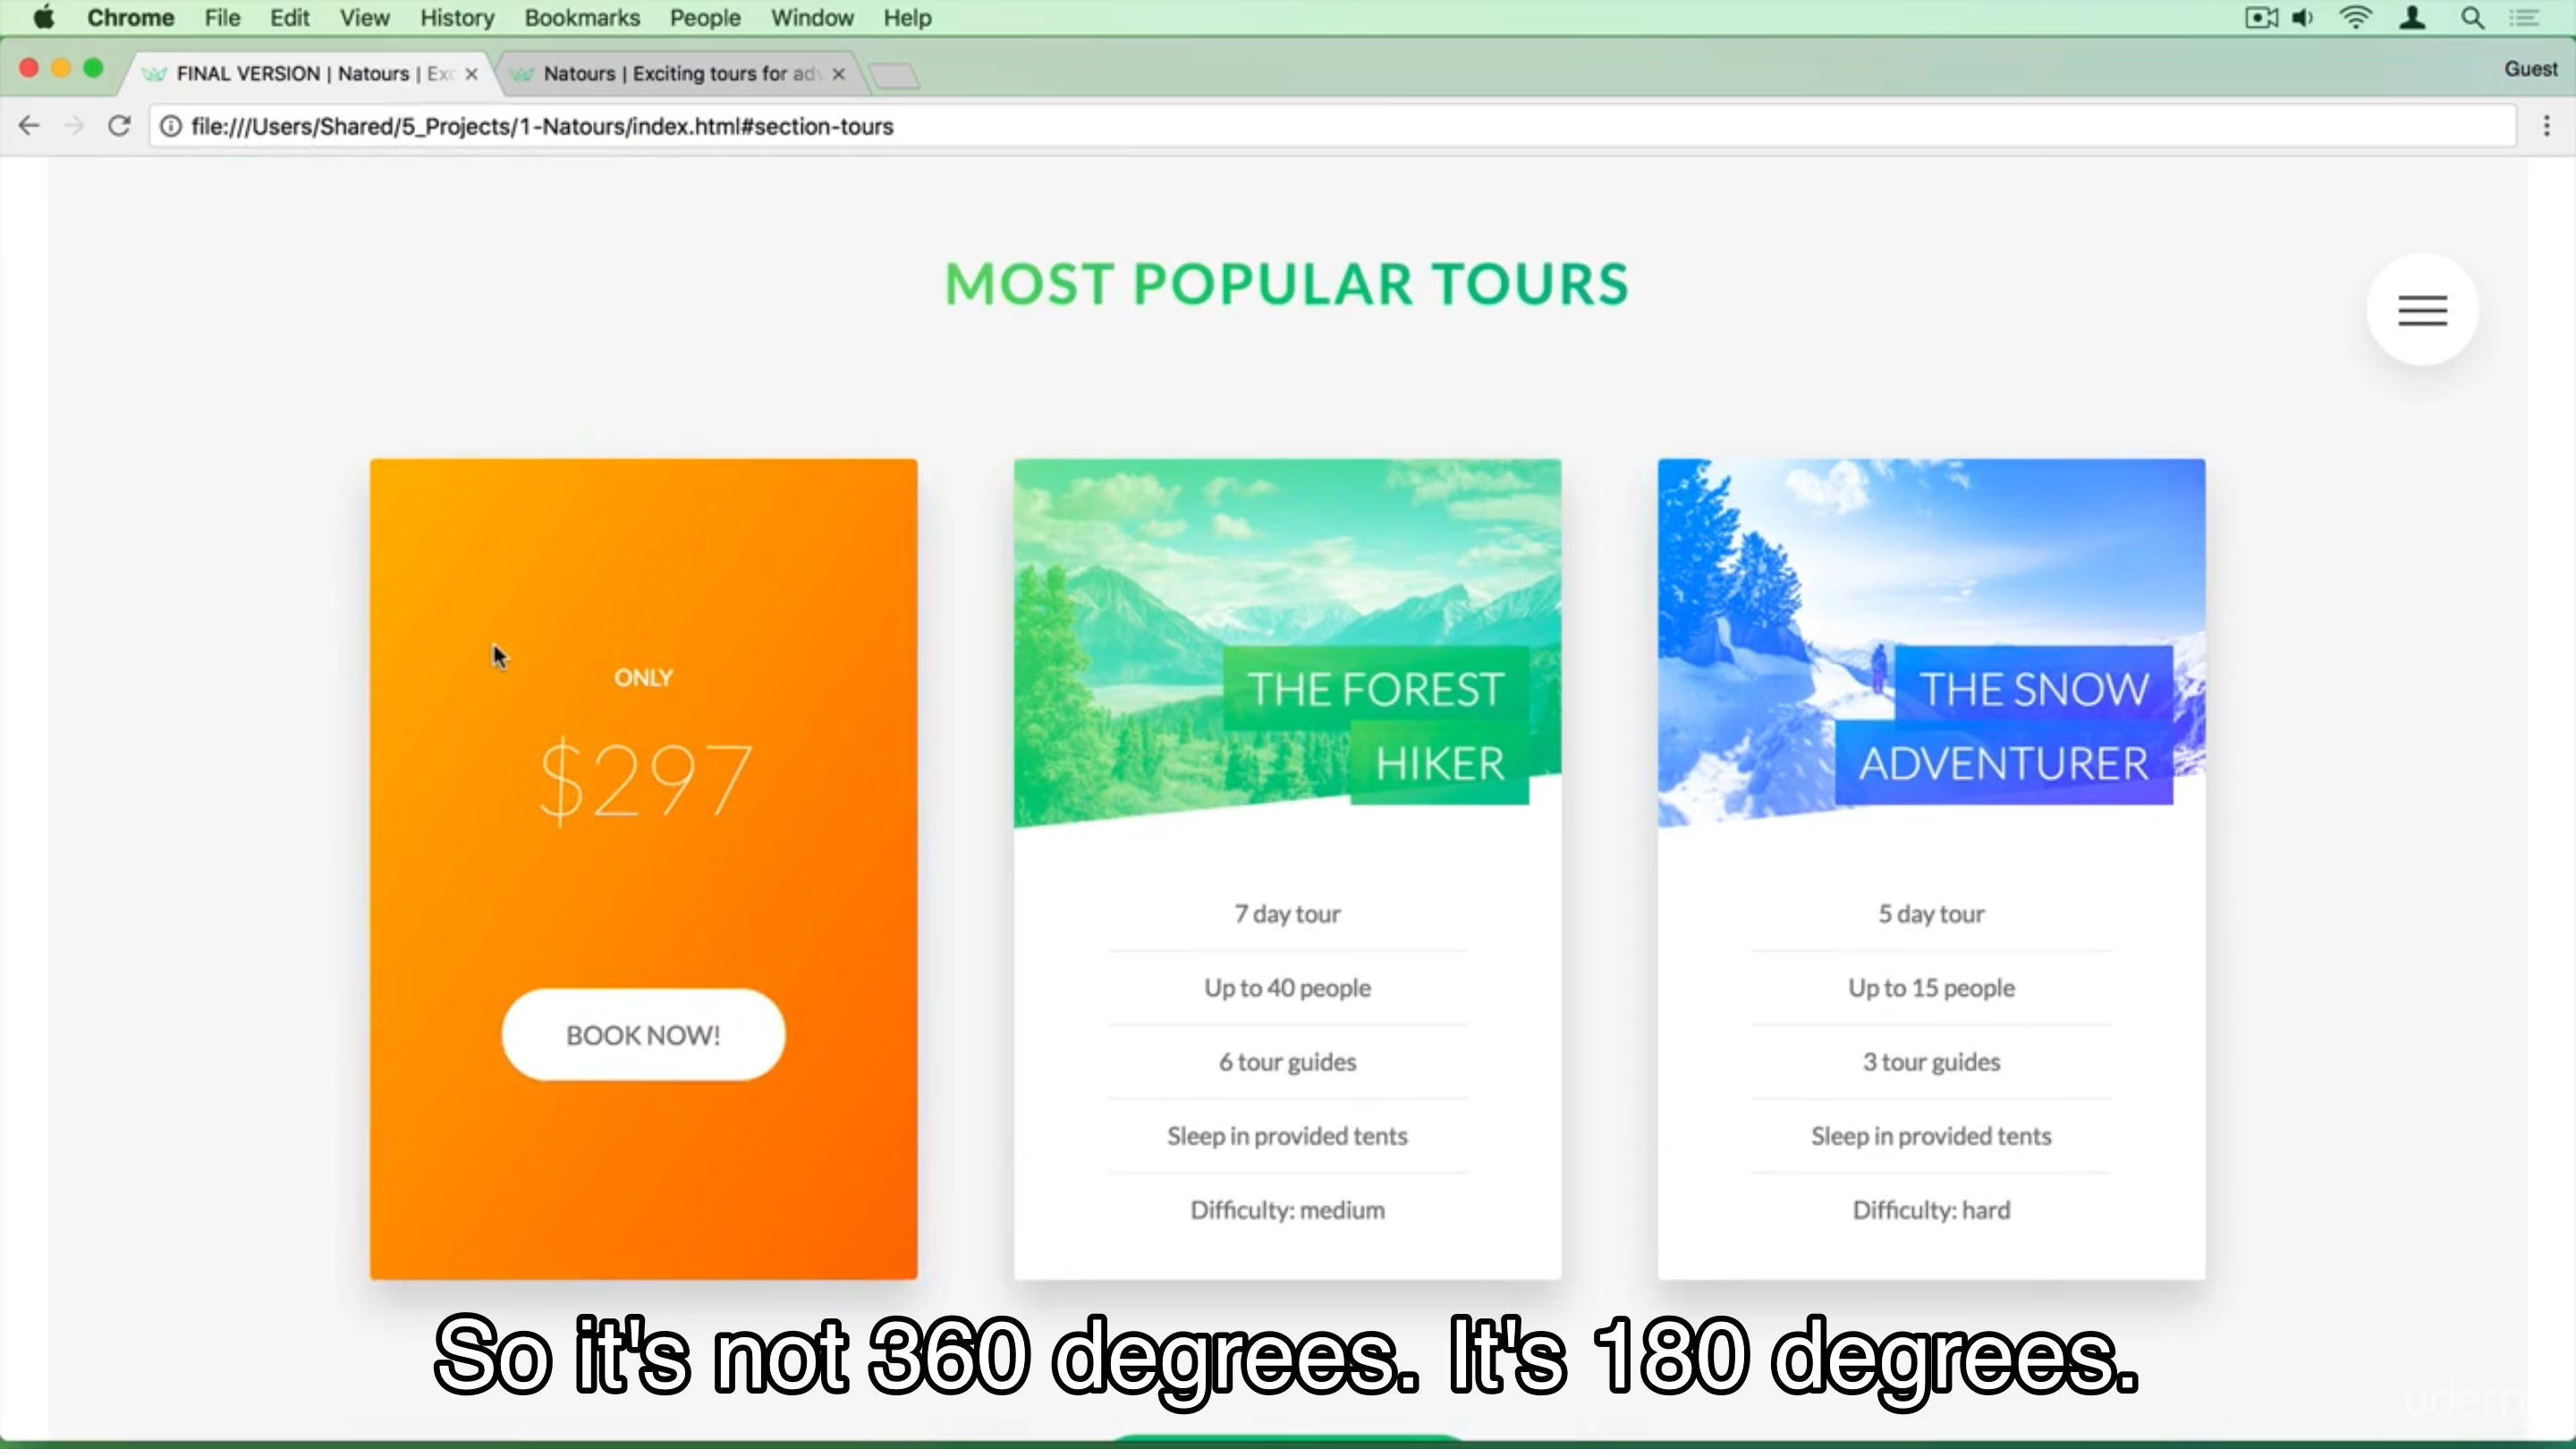 Chrome File Edit View History Bookmarks People Window Help
FINAL VERSION | Natours | Exc
Natours | Exciting tours for adv
Guest
file:///Users/Shared/5_Projects/1-Natours/index.html#section-tours
MOST POPULAR TOURS
ONLY
$297
BOOK NOW!
THE FOREST
HIKER
7 day tour
Up to 40 people
6 tour guides
Sleep in provided tents
Difficulty: medium
THE SNOW
ADVENTURER
5 day tour
Up to 15 people
3 tour guides
Sleep in provided tents
Difficulty: hard
So it's not 360 degrees. It's 180 degrees.
udem